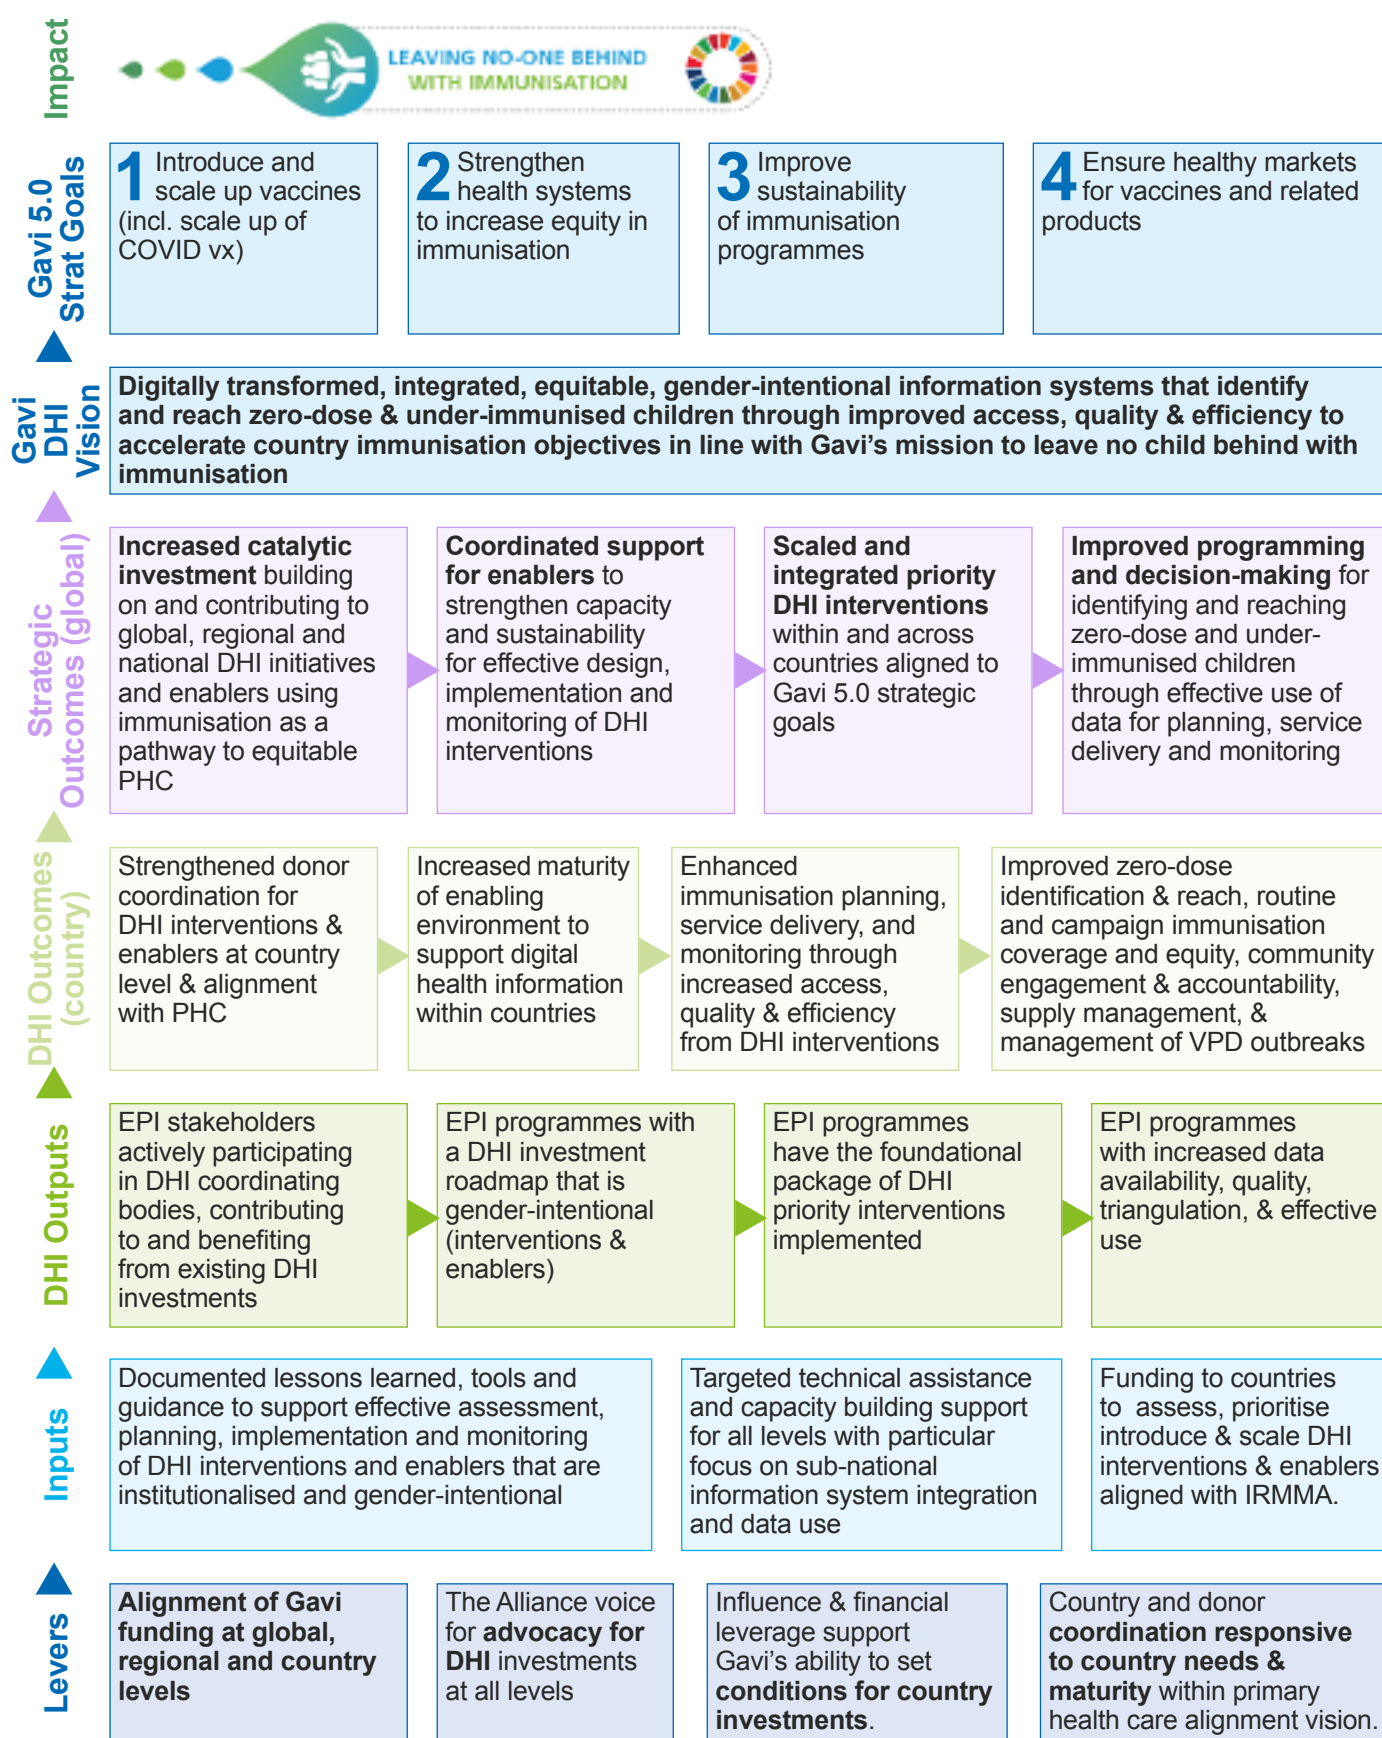 Impact
LEAVING NO-ONE BEHIND
WITH IMMUNISATION
Gavi 5.0
Strat Goals
1 Introduce and
scale up vaccines
(incl. scale up of
COVID vx)
2 Strengthen
health systems
to increase equity in
immunisation
3 Improve
sustainability
of immunisation
programmes
4 Ensure healthy markets
for vaccines and related
products
Gavi
DHI
Vision
Digitally transformed, integrated, equitable, gender-intentional information systems that identify
and reach zero-dose & under-immunised children through improved access, quality & efficiency to
accelerate country immunisation objectives in line with Gavi's mission to leave no child behind with
immunisation
Strategic
Outcomes (global)
Increased catalytic
investment building
on and contributing to
global, regional and
national DHI initiatives
and enablers using
immunisation as a
pathway to equitable
PHC
Coordinated support
for enablers to
strengthen capacity
and sustainability
for effective design,
implementation and
monitoring of DHI
interventions
Scaled and
integrated priority
DHI interventions
within and across
countries aligned to
Gavi 5.0 strategic
goals
Improved programming
and decision-making for
identifying and reaching
zero-dose and under-
immunised children
through effective use of
data for planning, service
delivery and monitoring
DHI Outcomes
(country)
Strengthened donor
coordination for
DHI interventions &
enablers at country
level & alignment
with PHC
Increased maturity
of enabling
environment to
support digital
health information
within countries
Enhanced
immunisation planning,
service delivery, and
monitoring through
increased access,
quality & efficiency
from DHI interventions
Improved zero-dose
identification & reach, routine
and campaign immunisation
coverage and equity, community
engagement & accountability,
supply management, &
management of VPD outbreaks
DHI Outputs
EPI stakeholders
actively participating
in DHI coordinating
bodies, contributing
to and benefiting
from existing DHI
investments
EPI programmes with
a DHI investment
roadmap that is
gender-intentional
(interventions &
enablers)
EPI programmes
have the foundational
package of DHI
priority interventions
implemented
EPI programmes
with increased data
availability, quality,
triangulation, & effective
use
Inputs
Documented lessons learned, tools and
guidance to support effective assessment,
planning, implementation and monitoring
of DHI interventions and enablers that are
institutionalised and gender-intentional
Targeted technical assistance
and capacity building support
for all levels with particular
focus on sub-national
information system integration
and data use
Funding to countries
to assess, prioritise
introduce & scale DHI
interventions & enablers
aligned with IRMMA.
Levers
Alignment of Gavi
funding at global,
regional and country
levels
The Alliance voice
for advocacy for
DHI investments
at all levels
Influence & financial
leverage support
Gavi's ability to set
conditions for country
investments.
Country and donor
coordination responsive
to country needs &
maturity within primary
health care alignment vision.